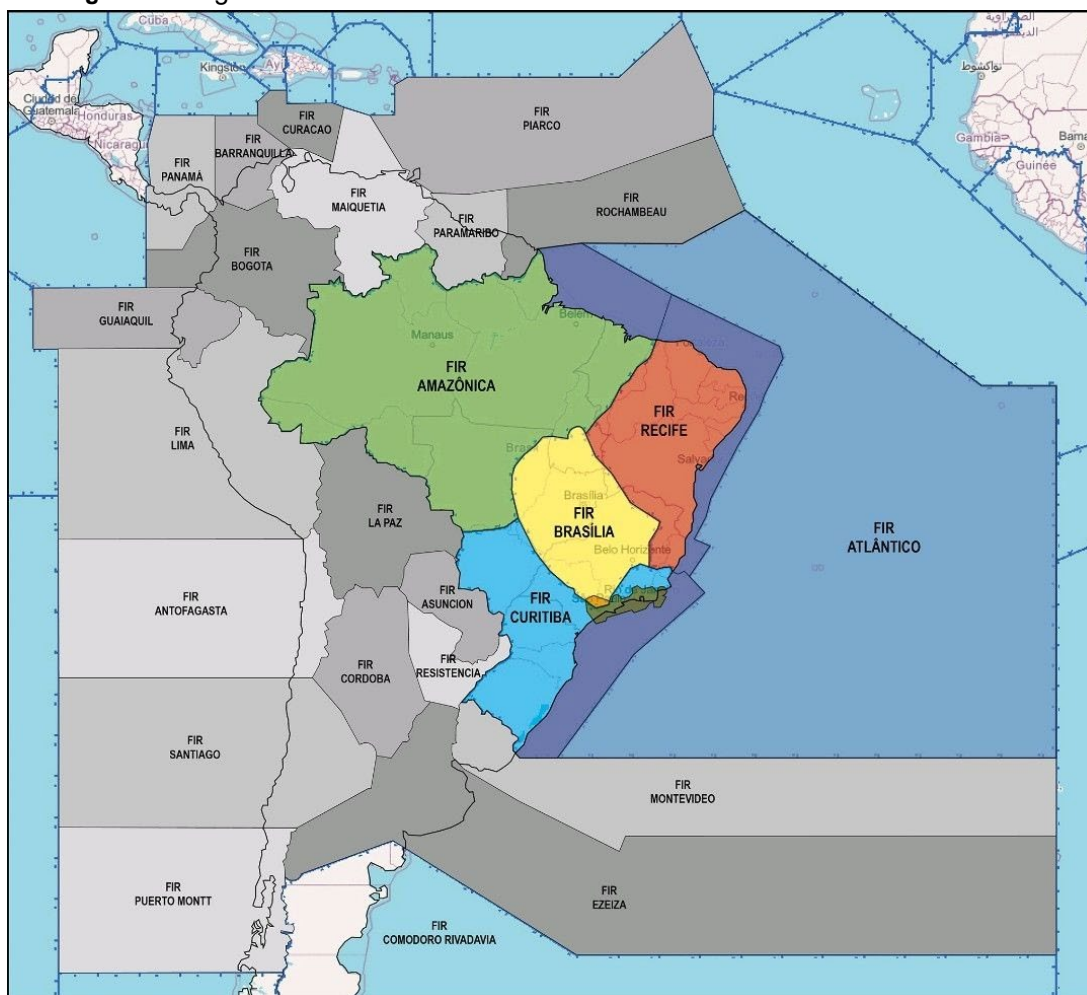 Cuba
Kingston
Ciudad de
Guatemala
Honduras
FIR
CURACAO
FIR
PIARCO
FIR
BARRANQUILLA
FIR
PANAMÁ
FIR
MAIQUETIA
FIR
ROCHAMBEAU
FIR
PARAMARIBO
FIR
BOGOTA
نواكشوط
Gambia
Guinée
FIR
GUAIAQUIL
Manaus
Belém
FIR
AMAZÔNICA
FIR
RECIFE
FIR
LIMA
Brasília
FIR
BRASÍLIA
Belo Horizonte
FIR
LA PAZ
FIR
ATLÂNTICO
FIR
ANTOFAGASTA
FIR
ASUNCION
FIR
CURITIBA
FIR
RESISTENCIA
FIR
CORDOBA
FIR
SANTIAGO
FIR
MONTEVIDEO
FIR
PUERTO MONTT
FIR
EZEIZA
FIR
COMODORO RIVADAVIA